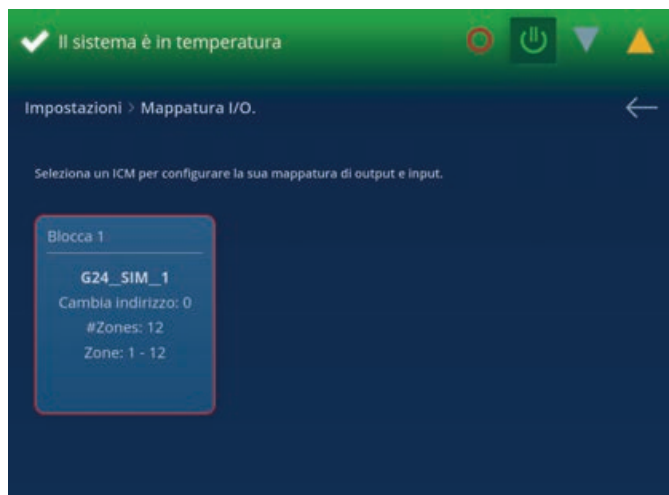 Il sistema è in temperatura
Impostazioni > Mappatura I/O.
Seleziona un ICM per configurare la sua mappatura di output e input.
Blocca 1
G24__SIM__1
Cambia indirizzo: 0
#Zones: 12
Zone: 1 - 12